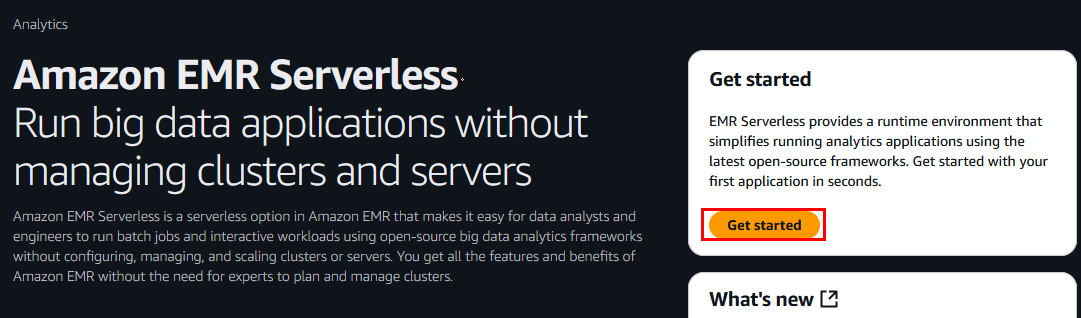 Analytics
Amazon EMR Serverless
Run big data applications without
managing clusters and servers
Amazon EMR Serverless is a serverless option in Amazon EMR that makes it easy for data analysts and
engineers to run batch jobs and interactive workloads using open-source big data analytics frameworks
without configuring, managing, and scaling clusters or servers. You get all the features and benefits of
Amazon EMR without the need for experts to plan and manage clusters.
Get started
EMR Serverless provides a runtime environment that
simplifies running analytics applications using the
latest open-source frameworks. Get started with your
first application in seconds.
Get started
What's new